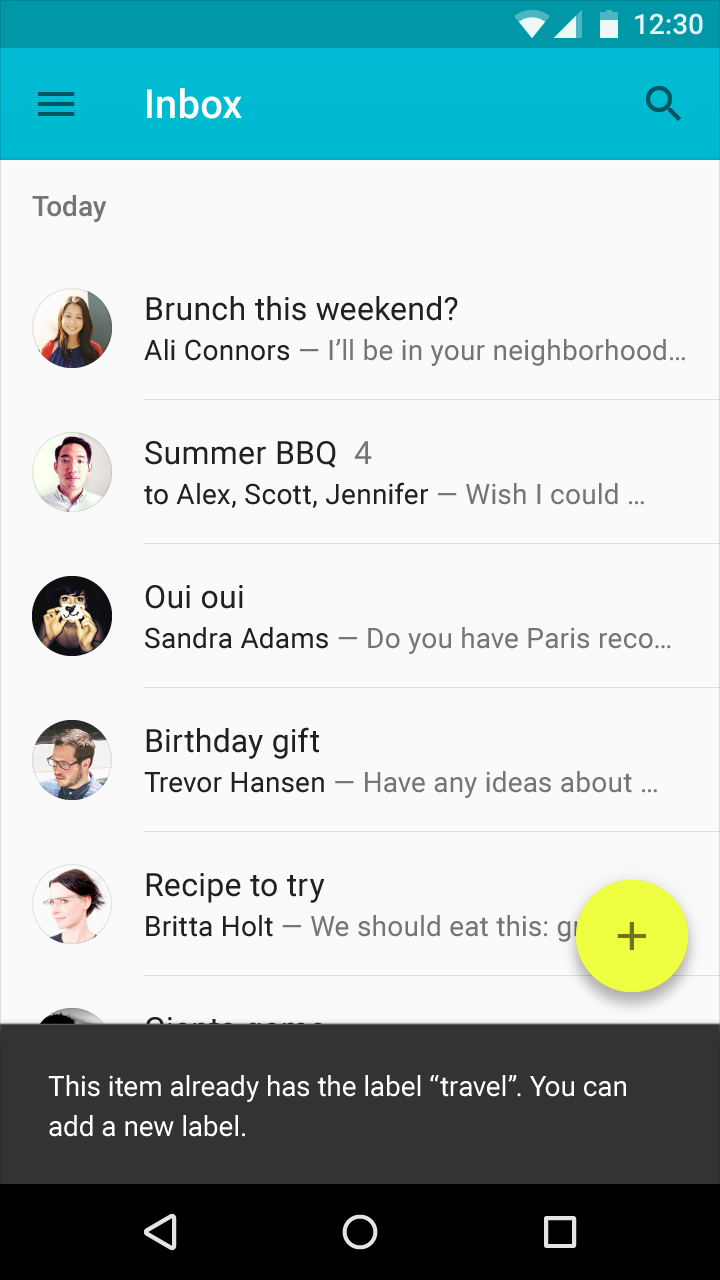 12:30
Inbox
Today
Brunch this weekend?
Ali Connors — I’ll be in your neighborhood…
Summer BBQ 4
to Alex, Scott, Jennifer — Wish I could …
Oui oui
Sandra Adams — Do you have Paris reco…
Birthday gift
Trevor Hansen — Have any ideas about …
Recipe to try
Britta Holt — We should eat this:
This item already has the label “travel”. You can
add a new label.